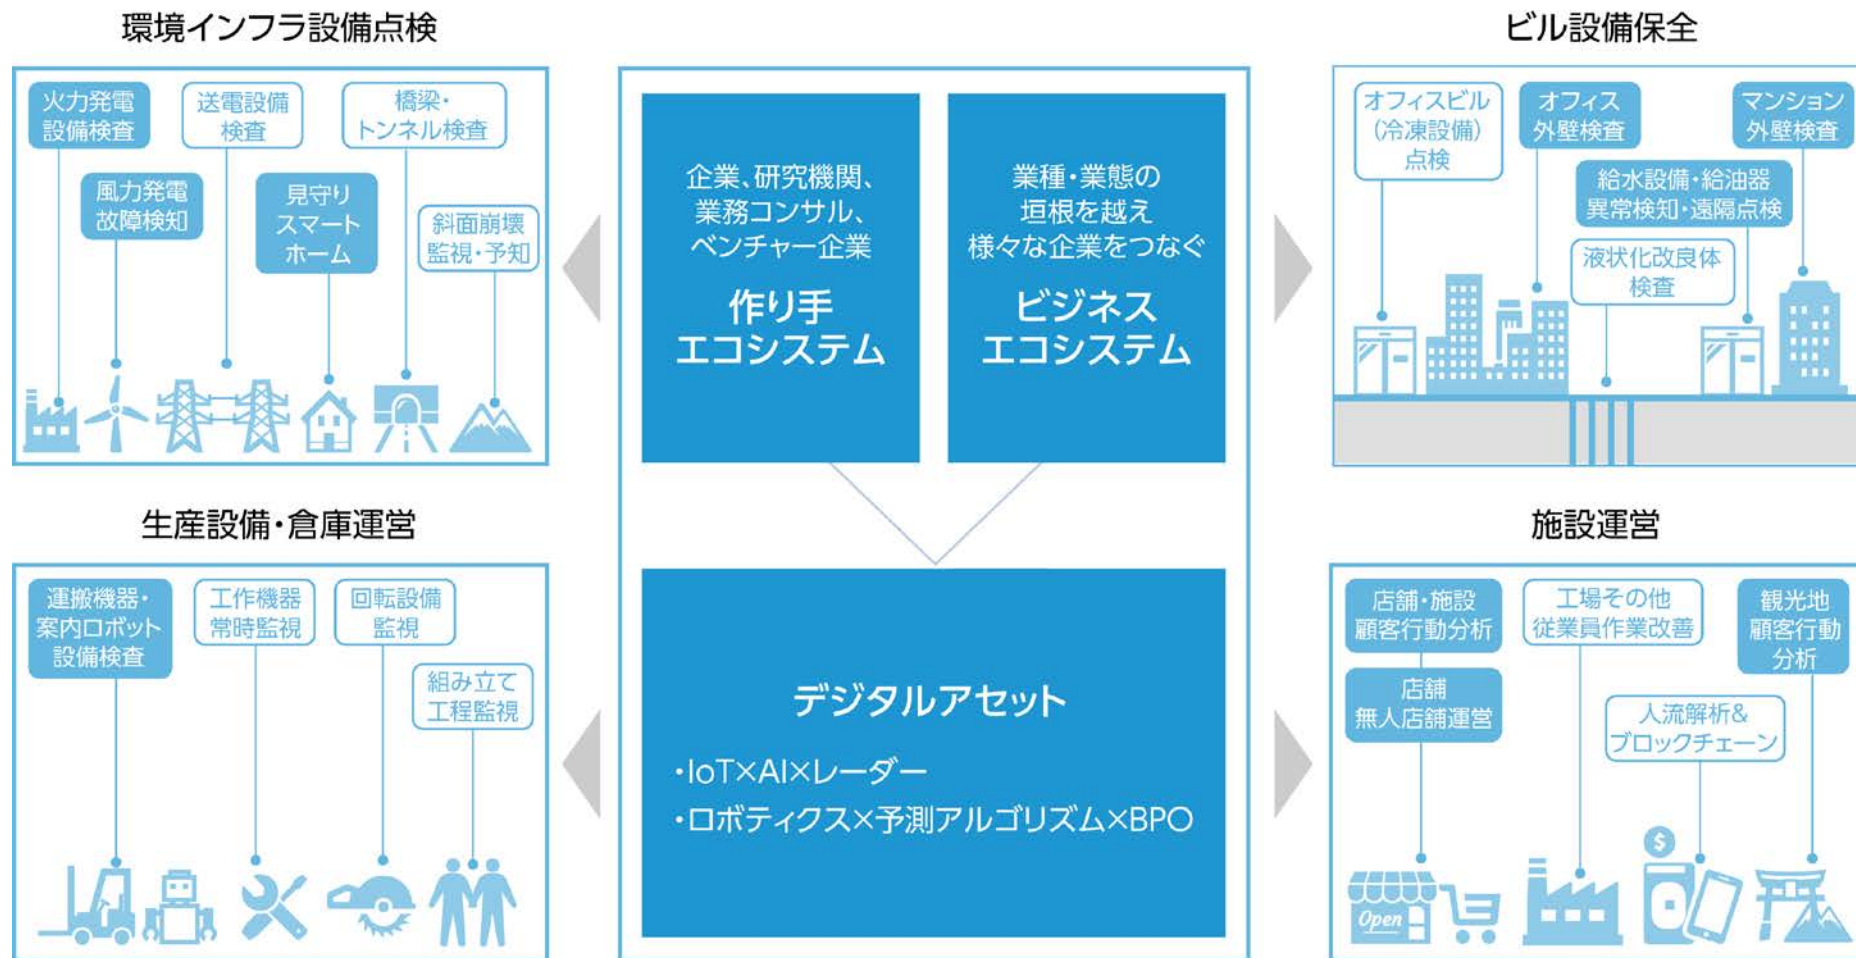 環境インフラ設備点検
火力発電
設備検査
送電設備
検査
橋梁・
トンネル検査
風力発電
故障検知
見守り
スマート
ホーム
斜面崩壊
監視・予知
企業、研究機関、
業務コンサル、
ベンチャー企業
作り手
エコシステム
業種・業態の
垣根を越え
様々な企業をつなぐ
ビジネス
エコシステム
ビル設備保全
オフィスビル
(冷凍設備)
点検
オフィス
外壁検査
マンション
外壁検査
給水設備・給油器
異常検知・遠隔点検
液状化改良体
検査
生産設備・倉庫運営
運搬機器・
案内ロボット
設備検査
工作機器
常時監視
回転設備
監視
組み立て
工程監視
デジタルアセット
・IoT×AI×レーダー
・ロボティクス×予測アルゴリズム×BPO
施設運営
店舗・施設
顧客行動分析
店舗
無人店舗運営
工場その他
従業員作業改善
観光地
顧客行動
分析
人流解析&
ブロックチェーン
$
Open